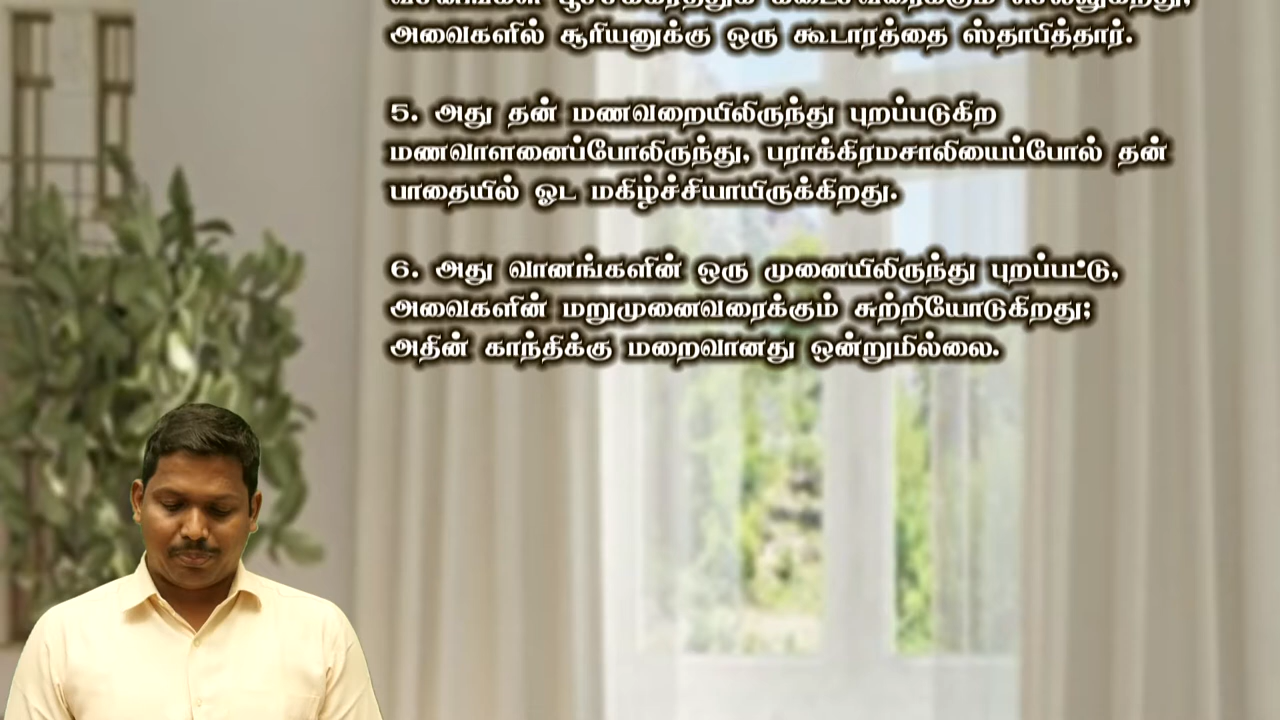 அவைகளில் சூரியனுக்கு ஒரு கூடாரத்தை ஸ்தாபித்தார்.
5. அது தன் மணவறையிலிருந்து புறப்படுகிற
மணவாளனைப்போலிருந்து, பராக்கிரமசாலியைப்போல் தன்
பாதையில் ஓட மகிழ்ச்சியாயிருக்கிறது.
6. அது வானங்களின் ஒரு முனையிலிருந்து புறப்பட்டு,
அவைகளின் மறுமுனைவரைக்கும் சுற்றியோடுகிறது;
அதின் காந்திக்கு மறைவானது ஒன்றுமில்லை.